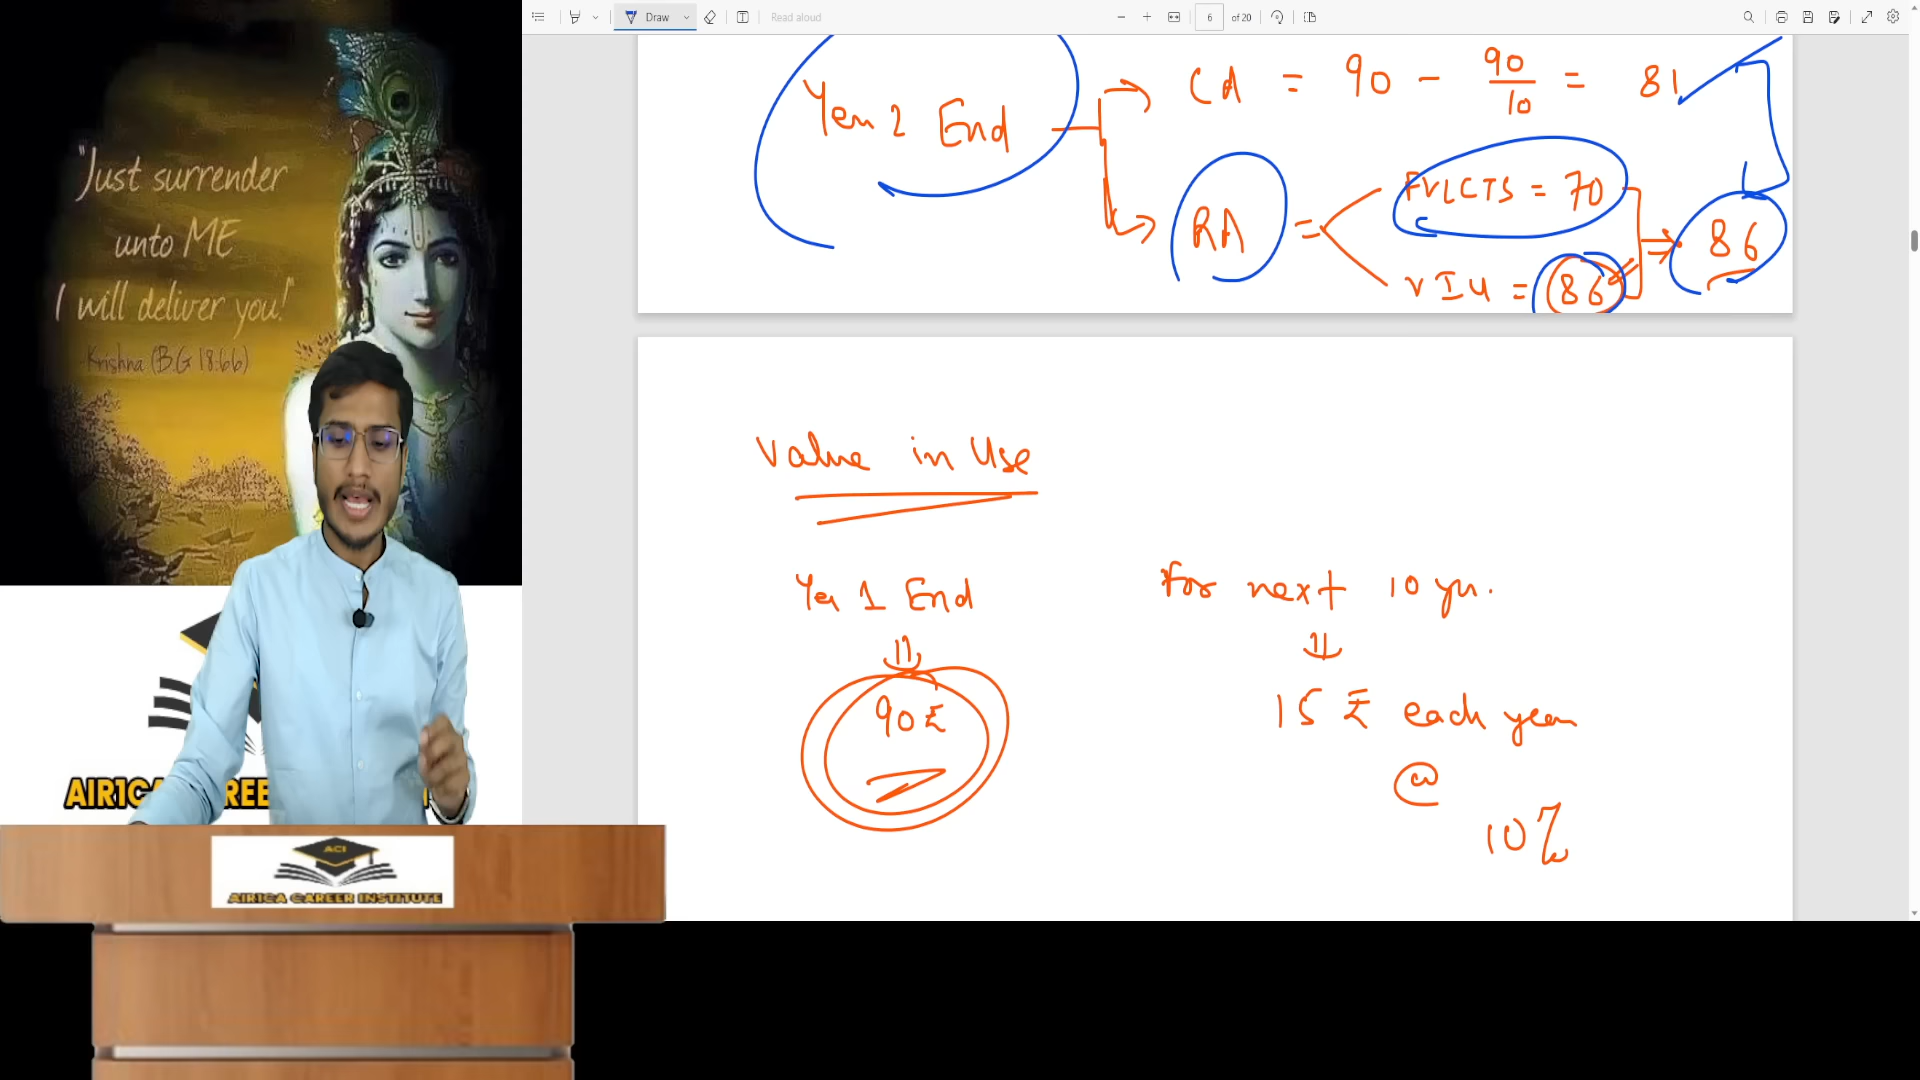 Draw
Read aloud
6
of 20
"Just surrender
unto ME
I will deliver you!"
-Krishna (B.G 18:66)
Year 2 End
CA = 90 - 90/10 = 81
RA =
FVLCTS = 70
VIU = 86
86
Value in Use
Year 1 End
90₹
For next 10 yrs.
15 ₹ each year
@
10%
ACI
AIR1CA CAREER INSTITUTE